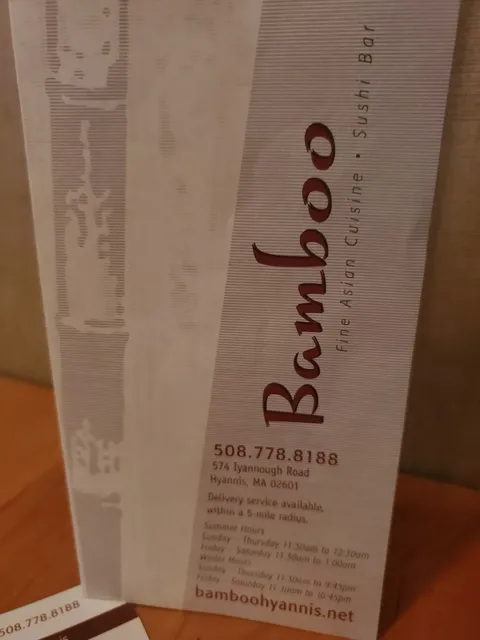 Bamboo
Fine Asian Cuisine • Sushi Bar
508.778.8188
574 Iyannough Road
Hyannis, MA 02601
Delivery service available,
within a 5-mile radius.
Summer Hours
Sunday - Thursday 11:30am to 12:30am
Friday - Saturday 11:30am to 1:00am
Winter Hours
Sunday - Thursday 11:30am to 9:45pm
Friday - Saturday 11:30am to 10:45pm
bamboohyannis.net
508.778.8188